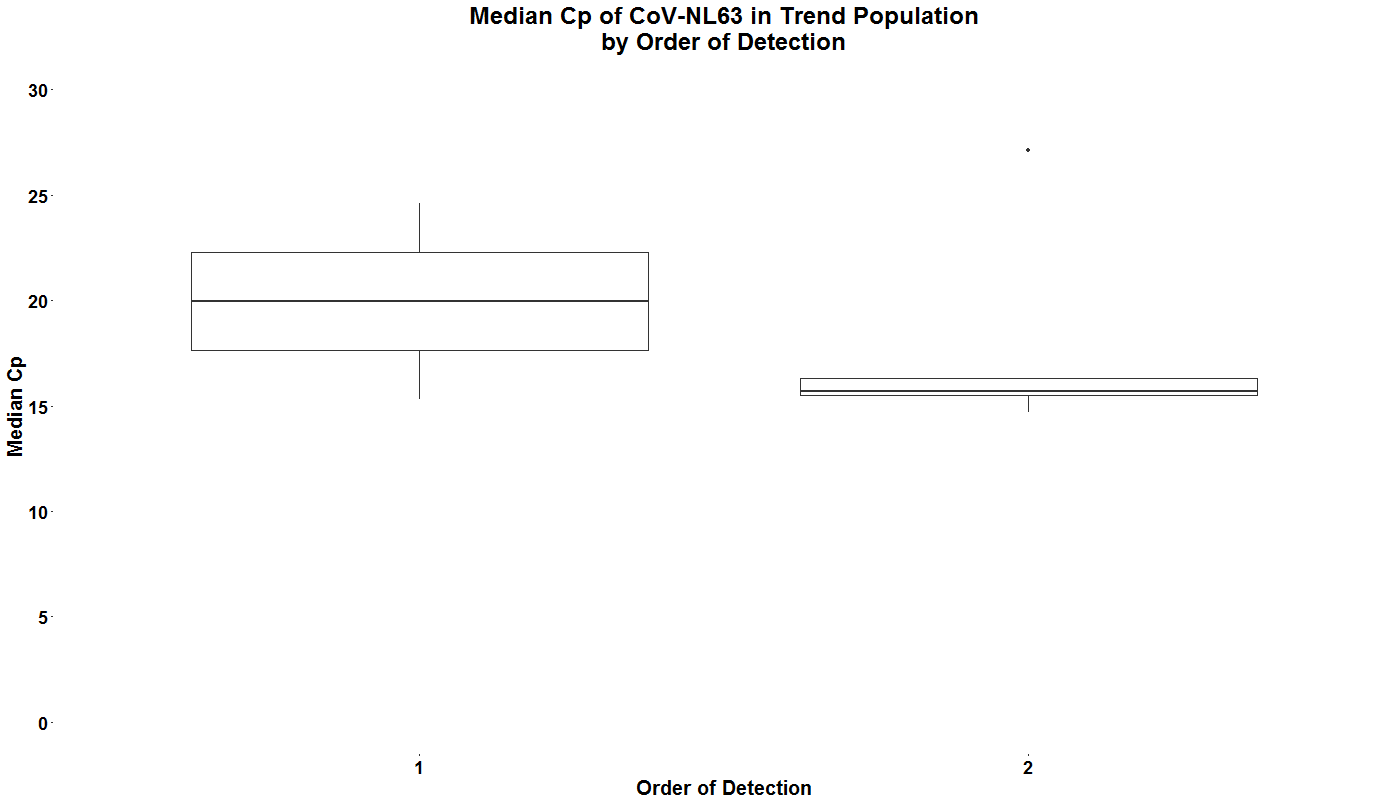 Median Cp of CoV-NL63 in Trend Population
by Order of Detection
30
25
20
15
10
5
0
Median Cp
1
2
Order of Detection